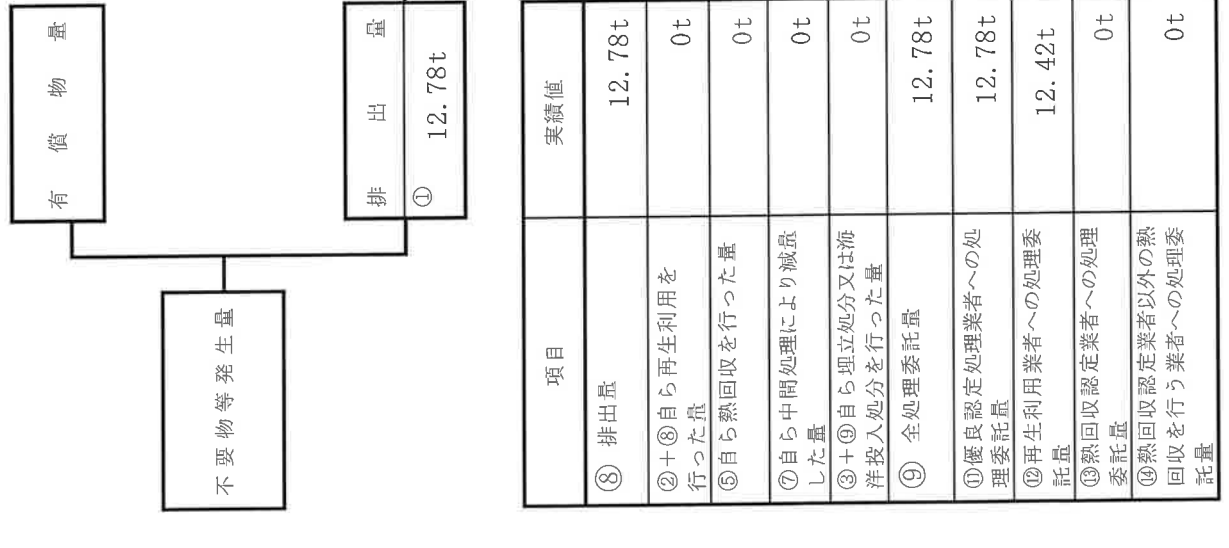 有償物量
不要物等発生量
排出量
① 12.78t
項目 実績値
⑧ 排出量 12.78t
②+⑧自ら再生利用を
行った量 0t
⑤自ら熱回収を行った量 0t
⑦自ら中間処理により減量
した量 0t
③+⑨自ら埋立処分又は海
洋投入処分を行った量 0t
⑨ 全処理委託量 12.78t
⑪優良認定処理業者への処
理委託量 12.78t
⑫再生利用業者への処理委
託量 12.42t
⑬熱回収認定業者への処理
委託量 0t
⑭熱回収認定業者以外の熱
回収を行う業者への処理委
託量 0t